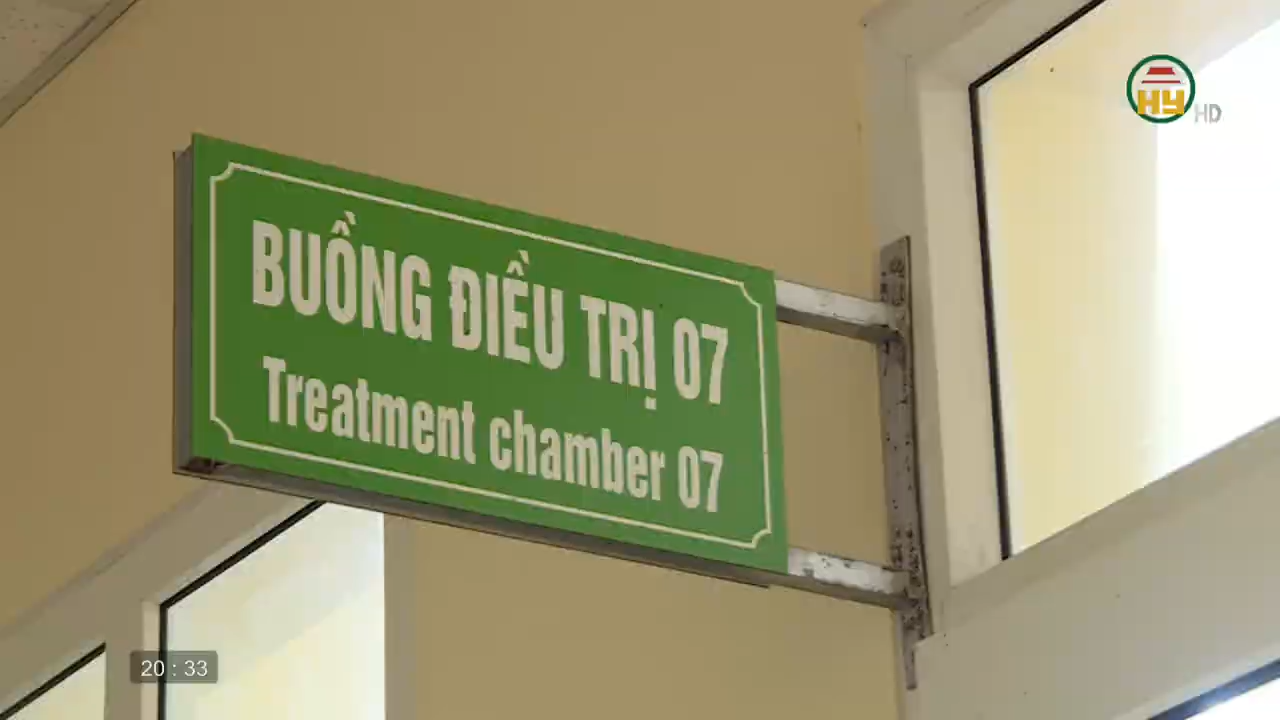 HY HD
BUỒNG ĐIỀU TRỊ 07
Treatment chamber 07
20 : 33